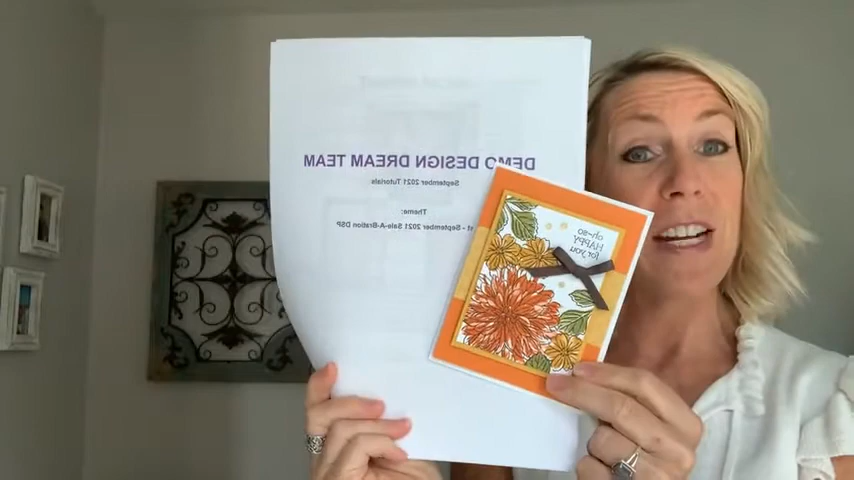 DEMO DESIGN DREAM TEAM
September 2021 Tutorials
Theme:
- September 2021 Sale-A-Bration DSP
oh-so
HAPPY
for you